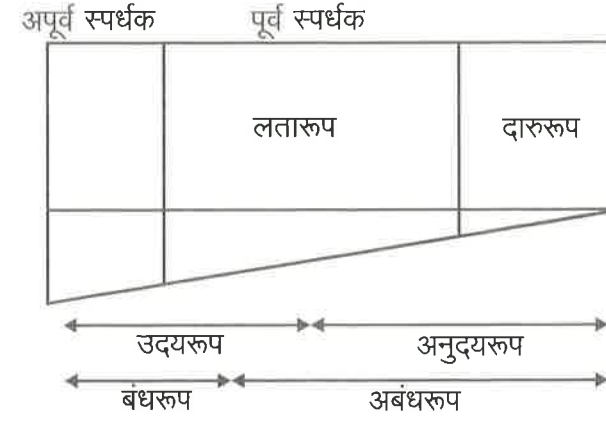 अपूर्व स्पर्धक पूर्व स्पर्धक
लतारूप दारुरूप
उदयरूप अनुदयरूप
बंधरूप अबंधरूप